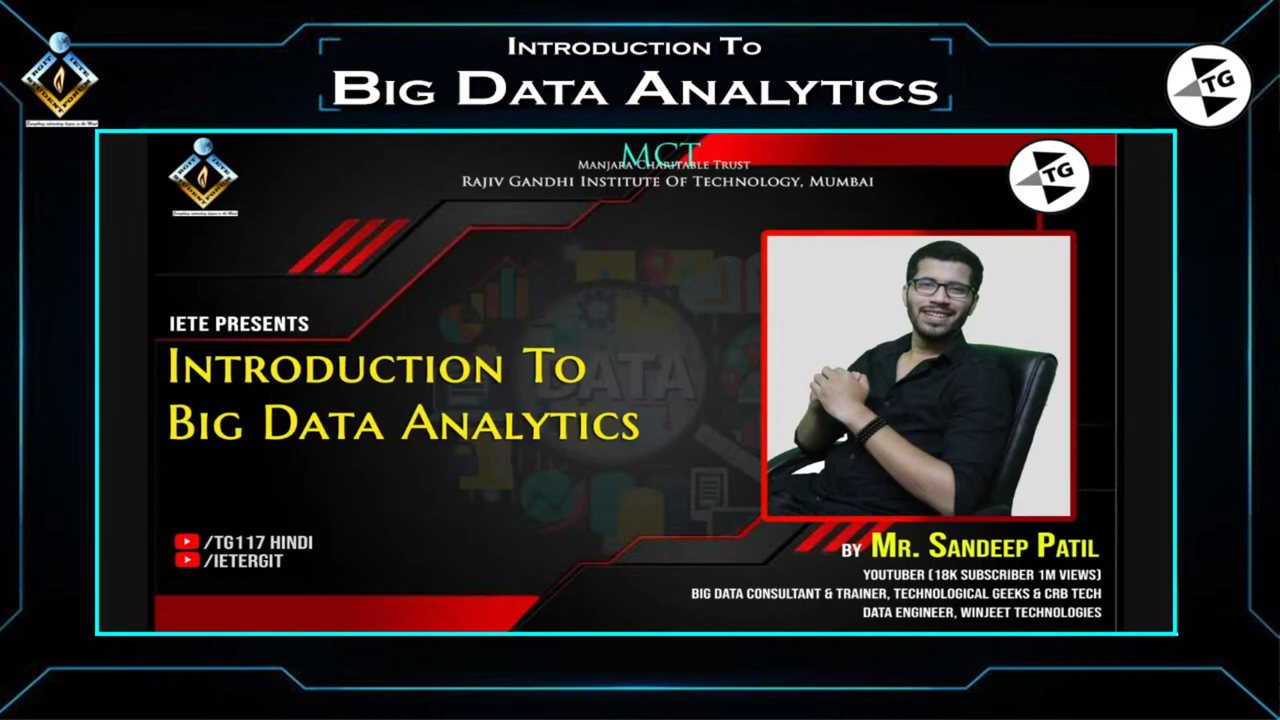 INTRODUCTION TO
BIG DATA ANALYTICS
TG
MCT
MANJARA CHARITABLE TRUST
RAJIV GANDHI INSTITUTE OF TECHNOLOGY, MUMBAI
TG
IETE PRESENTS
INTRODUCTION TO
BIG DATA ANALYTICS
DATA
/TG117 HINDI
/IETERGIT
BY MR. SANDEEP PATIL
YOUTUBER (18K SUBSCRIBER 1M VIEWS)
BIG DATA CONSULTANT & TRAINER, TECHNOLOGICAL GEEKS & CRB TECH
DATA ENGINEER, WINJEET TECHNOLOGIES